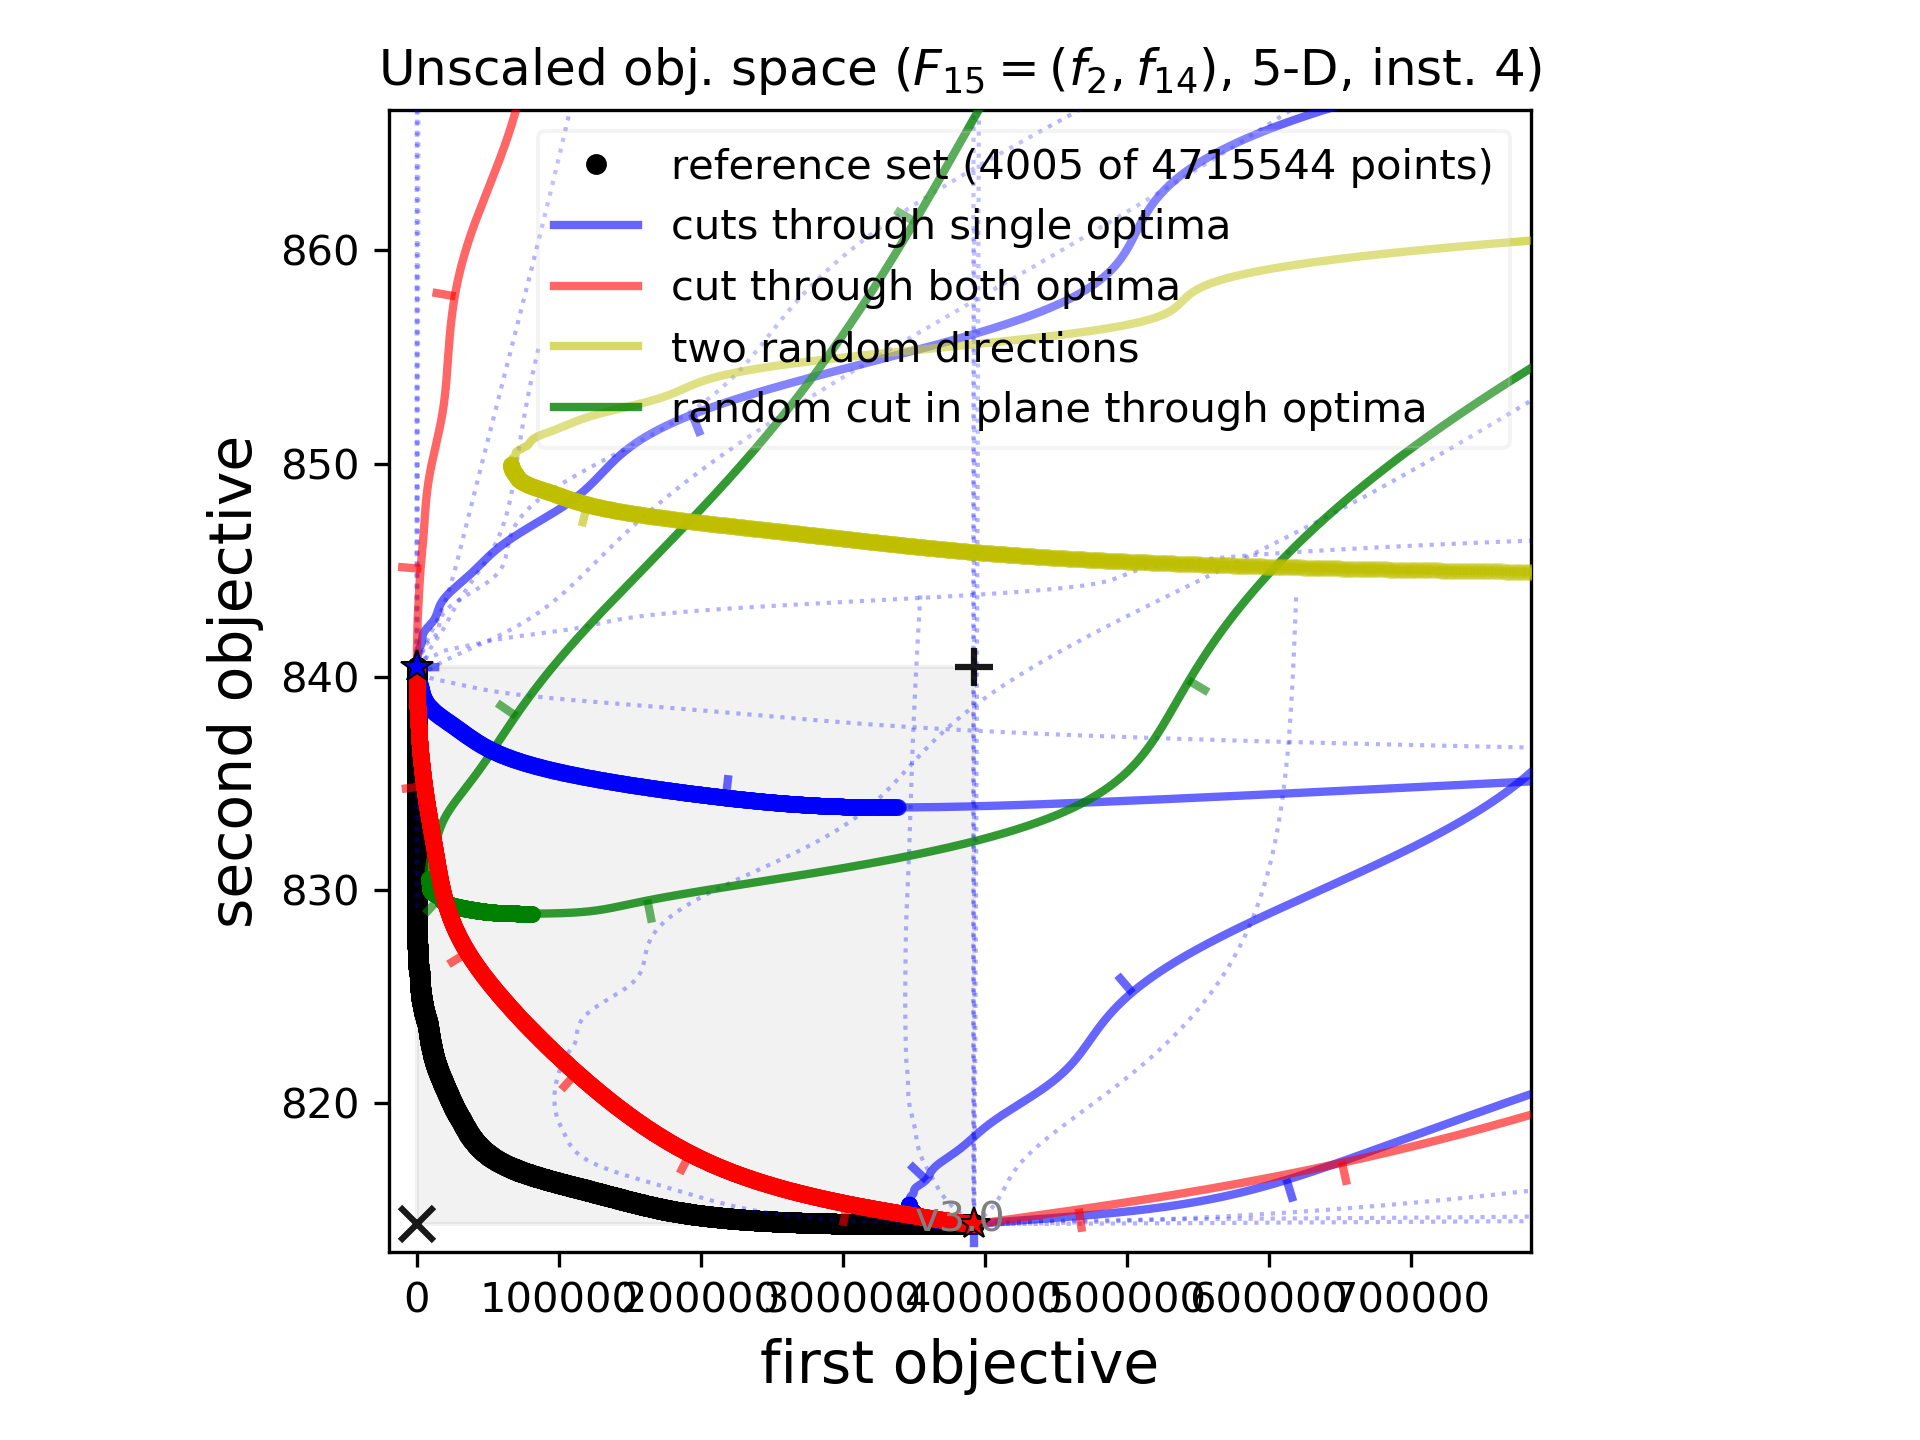 Unscaled obj. space (F₁₅ = (f₂, f₁₄), 5-D, inst. 4)
reference set (4005 of 4715544 points)
cuts through single optima
cut through both optima
two random directions
random cut in plane through optima
second objective
860
850
840
830
820
v3.0
0 100000 200000 300000 400000 500000 600000 700000
first objective